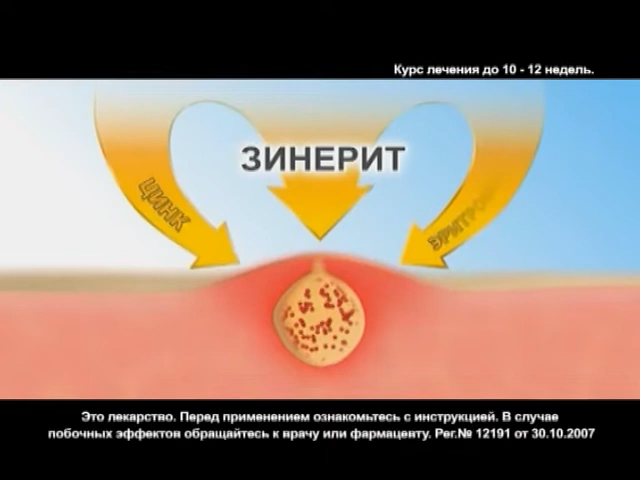 Курс лечения до 10 - 12 недель.
ЗИНЕРИТ
ЦИНК
Это лекарство. Перед применением ознакомьтесь с инструкцией. В случае
побочных эффектов обращайтесь к врачу или фармацевту. Рег.№ 12191 от 30.10.2007